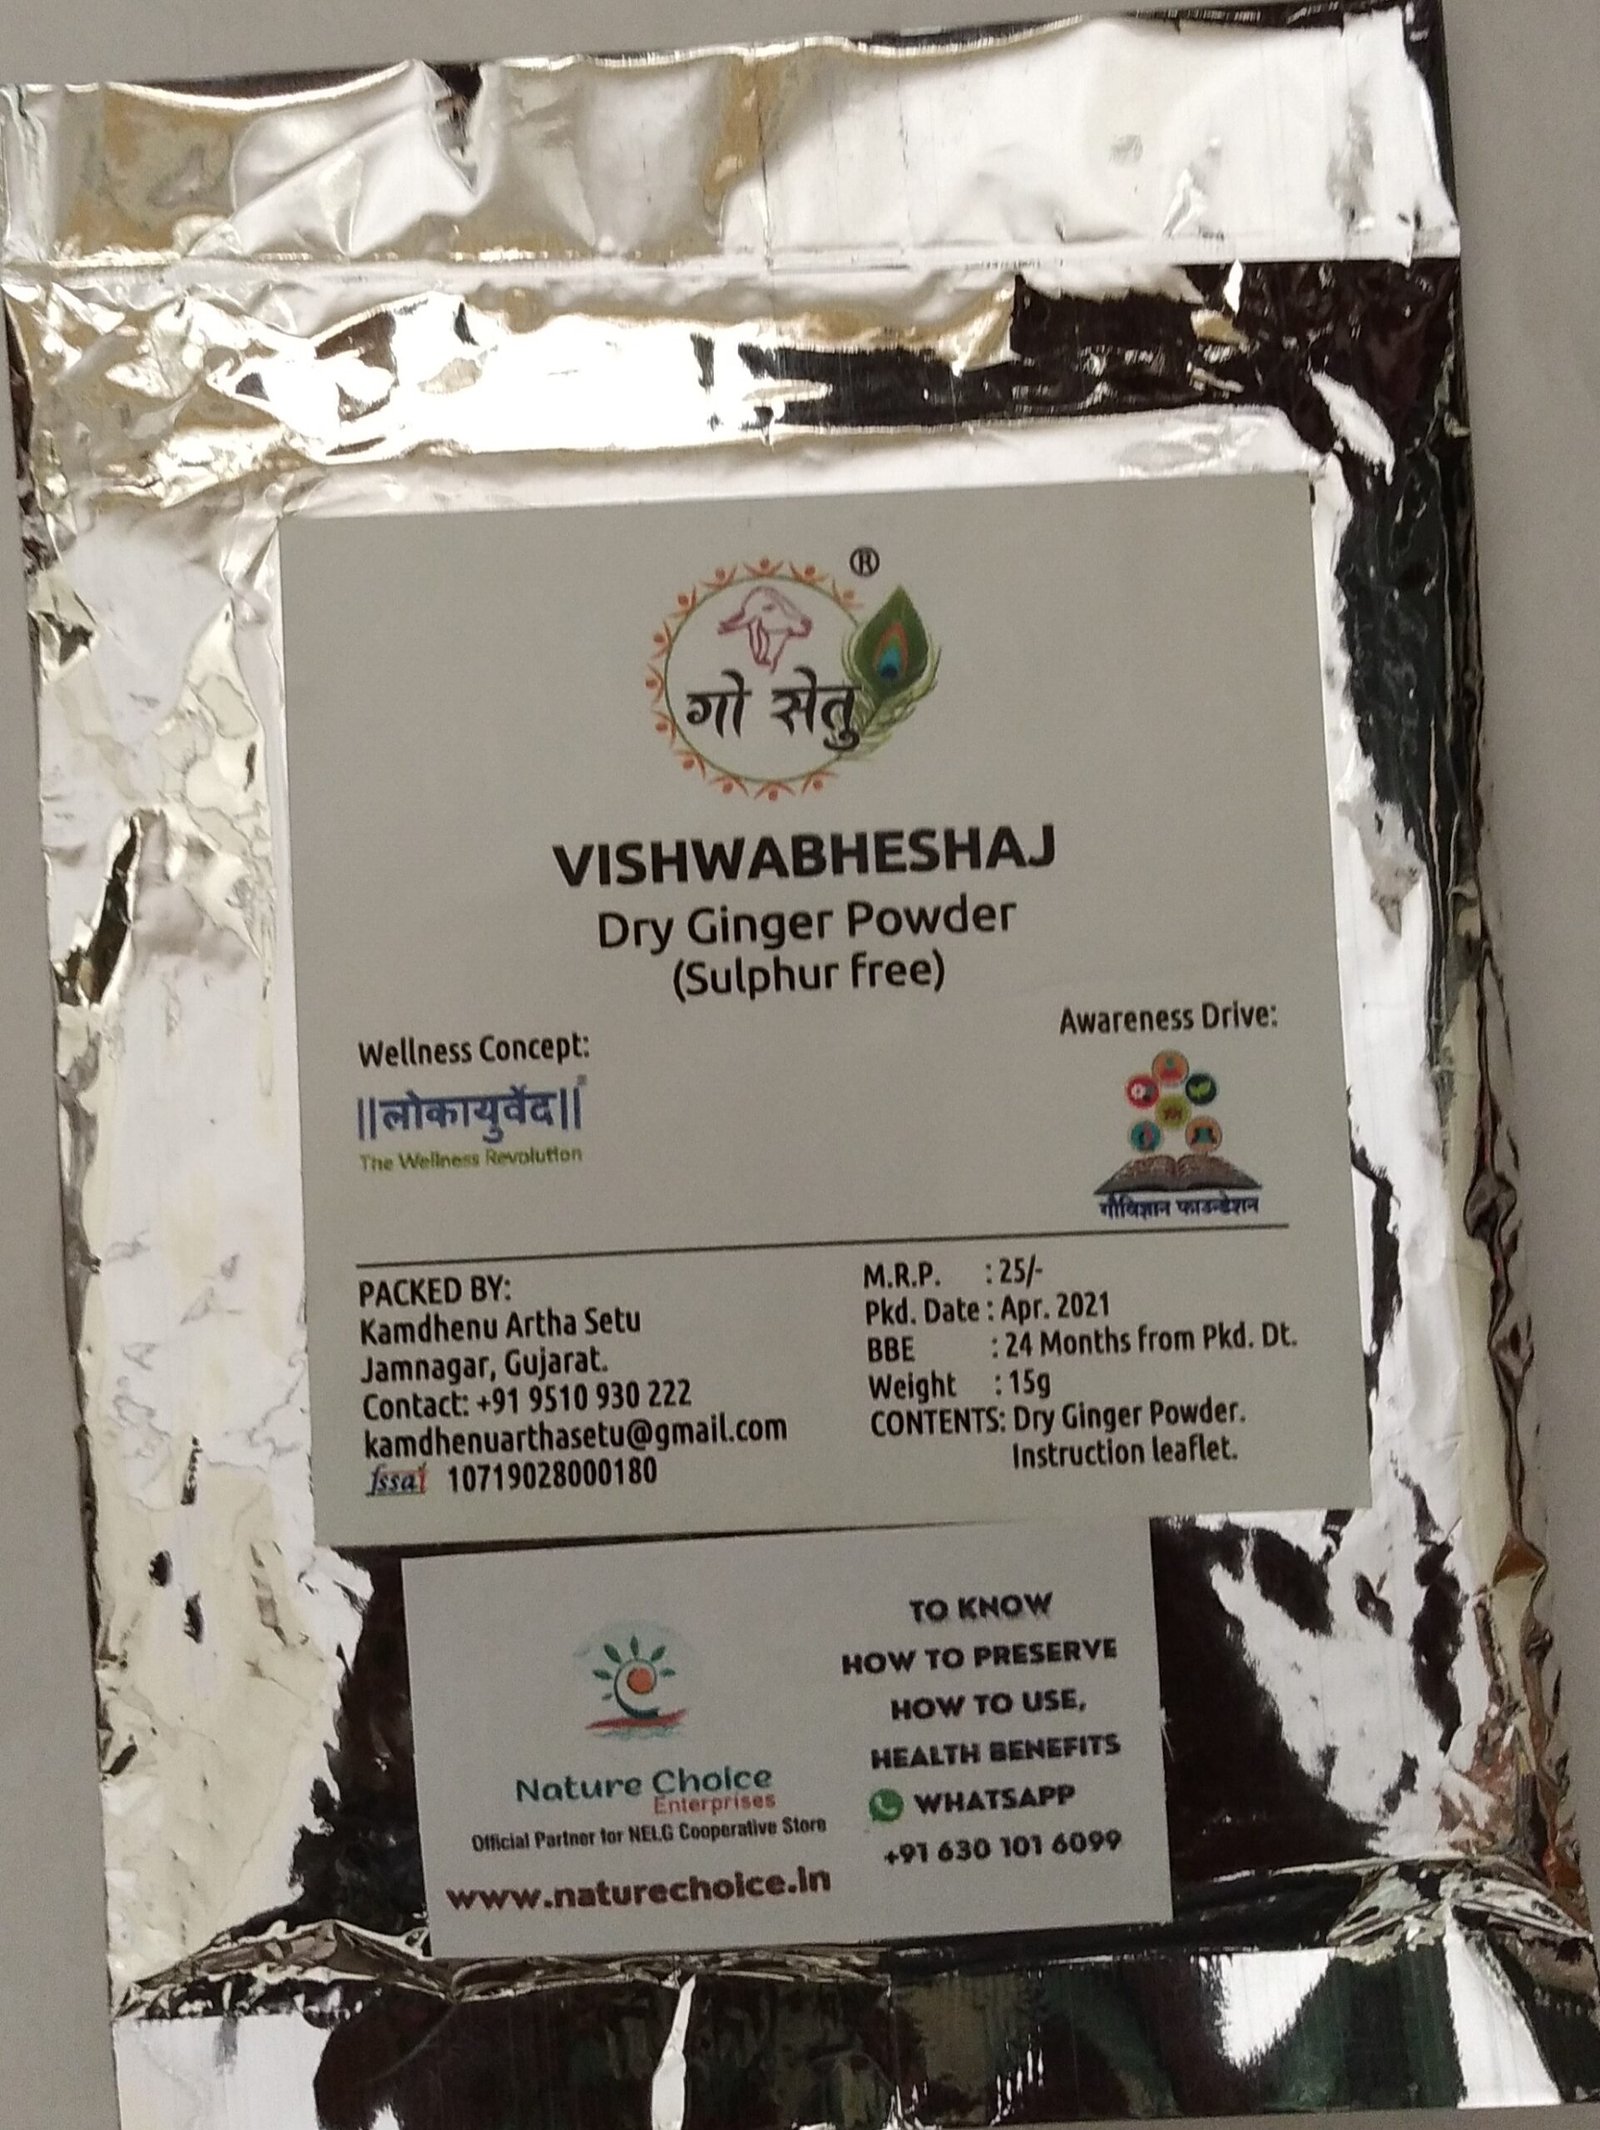 ®
गो सेतु
VISHWABHESHAJ
Dry Ginger Powder
(Sulphur free)
Wellness Concept:
||लोकायुर्वेद||
The Wellness Revolution
Awareness Drive:
गौविज्ञान फाउन्डेशन
PACKED BY:
Kamdhenu Artha Setu
Jamnagar, Gujarat.
Contact: +91 9510 930 222
kamdhenuarthasetu@gmail.com
fssai 10719028000180
M.R.P. : 25/-
Pkd. Date : Apr. 2021
BBE : 24 Months from Pkd. Dt.
Weight : 15g
CONTENTS: Dry Ginger Powder.
Instruction leaflet.
Nature Choice
Enterprises
Official Partner for NELG Cooperative Store
www.naturechoice.in
TO KNOW
HOW TO PRESERVE
HOW TO USE,
HEALTH BENEFITS
WHATSAPP
+91 630 101 6099